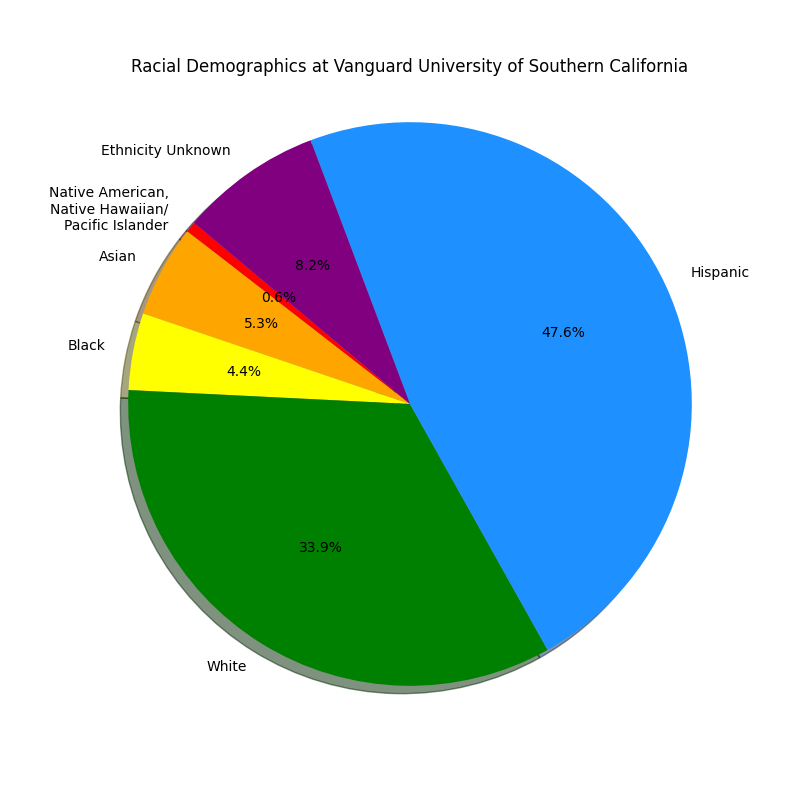 Racial Demographics at Vanguard University of Southern California
Ethnicity Unknown
Native American,
Native Hawaiian/
Pacific Islander
Asian
Black
White
Hispanic
8.2%
0.6%
5.3%
4.4%
33.9%
47.6%